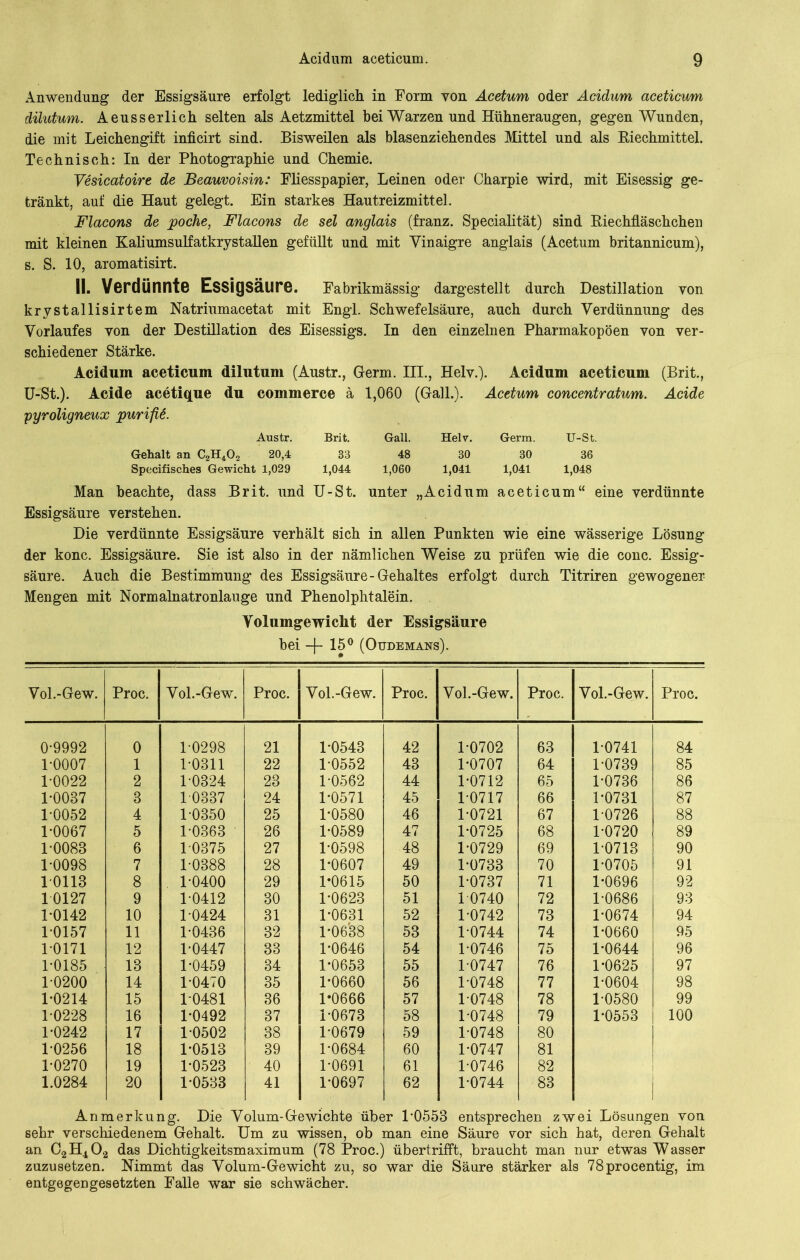 Acidum aceticum. 9
Anwendung der Essigsäure erfolgt lediglich in Form von Acetum oder Acidum aceticum
dilutum. Aeusserlich selten als Aetzmittel bei Warzen und Hühneraugen, gegen Wunden,
die mit Leichengift inficirt sind. Bisweilen als blasenziehendes Mittel und als Riechmittel.
Technisch: In der Photographie und Chemie.
Vésicatoire de Beauvoisin: Fliesspapier, Leinen oder Charpie wird, mit Eisessig ge-
tränkt, auf die Haut gelegt. Ein starkes Hautreizmittel.
Flacons de poche, Flacons de sel anglais (franz. Specialität) sind Riechfläschchen
mit kleinen Kaliumsulfatkrystallen gefüllt und mit Vinaigre anglais (Acetum britannicum),
s. S. 10, aromatisirt.
II. Verdünnte Essigsäure. Fabrikmässig dargestellt durch Destillation von
krystallisirtem Natriumacetat mit Engl. Schwefelsäure, auch durch Verdünnung des
Vorlaufes von der Destillation des Eisessigs. In den einzelnen Pharmakopöen von ver-
schiedener Stärke.
Acidum aceticum dilutum (Austr., Germ. III., Helv.). Acidum aceticum (Brit.,
U-St.). Acide acétique du commerce à 1,060 (Gall.). Acetum concentratum. Acide
pyroligneux purifié.
Austr. Brit. Gall. Helv. Germ. U-St.
Gehalt an C₂H₄O₂ 20,4 33 48 30 30 36
Specifisches Gewicht 1,029 1,044 1,060 1,041 1,041 1,048
Man beachte, dass Brit. und U-St. unter „Acidum aceticum“ eine verdünnte
Essigsäure verstehen.
Die verdünnte Essigsäure verhält sich in allen Punkten wie eine wässerige Lösung
der konc. Essigsäure. Sie ist also in der nämlichen Weise zu prüfen wie die conc. Essig-
säure. Auch die Bestimmung des Essigsäure-Gehaltes erfolgt durch Titriren gewogener
Mengen mit Normalnatronlauge und Phenolphtalëin.
Volumgewicht der Essigsäure
bei + 15⁰ (Oudemans).
Vol.-Gew. Proc. Vol.-Gew. Proc. Vol.-Gew. Proc. Vol.-Gew. Proc. Vol.-Gew. Proc.
0·9992 0 1·0298 21 1·0543 42 1·0702 63 1·0741 84
1·0007 1 1·0311 22 1·0552 43 1·0707 64 1·0739 85
1·0022 2 1·0324 23 1·0562 44 1·0712 65 1·0736 86
1·0037 3 1·0337 24 1·0571 45 1·0717 66 1·0731 87
1·0052 4 1·0350 25 1·0580 46 1·0721 67 1·0726 88
1·0067 5 1·0363 26 1·0589 47 1·0725 68 1·0720 89
1·0083 6 1·0375 27 1·0598 48 1·0729 69 1·0713 90
1·0098 7 1·0388 28 1·0607 49 1·0733 70 1·0705 91
1·0113 8 1·0400 29 1·0615 50 1·0737 71 1·0696 92
1·0127 9 1·0412 30 1·0623 51 1·0740 72 1·0686 93
1·0142 10 1·0424 31 1·0631 52 1·0742 73 1·0674 94
1·0157 11 1·0436 32 1·0638 53 1·0744 74 1·0660 95
1·0171 12 1·0447 33 1·0646 54 1·0746 75 1·0644 96
1·0185 13 1·0459 34 1·0653 55 1·0747 76 1·0625 97
1·0200 14 1·0470 35 1·0660 56 1·0748 77 1·0604 98
1·0214 15 1·0481 36 1·0666 57 1·0748 78 1·0580 99
1·0228 16 1·0492 37 1·0673 58 1·0748 79 1·0553 100
1·0242 17 1·0502 38 1·0679 59 1·0748 80
1·0256 18 1·0513 39 1·0684 60 1·0747 81
1·0270 19 1·0523 40 1·0691 61 1·0746 82
1.0284 20 1·0533 41 1·0697 62 1·0744 83
Anmerkung. Die Volum-Gewichte über 1·0553 entsprechen zwei Lösungen von
sehr verschiedenem Gehalt. Um zu wissen, ob man eine Säure vor sich hat, deren Gehalt
an C₂H₄O₂ das Dichtigkeitsmaximum (78 Proc.) übertrifft, braucht man nur etwas Wasser
zuzusetzen. Nimmt das Volum-Gewicht zu, so war die Säure stärker als 78procentig, im
entgegengesetzten Falle war sie schwächer.